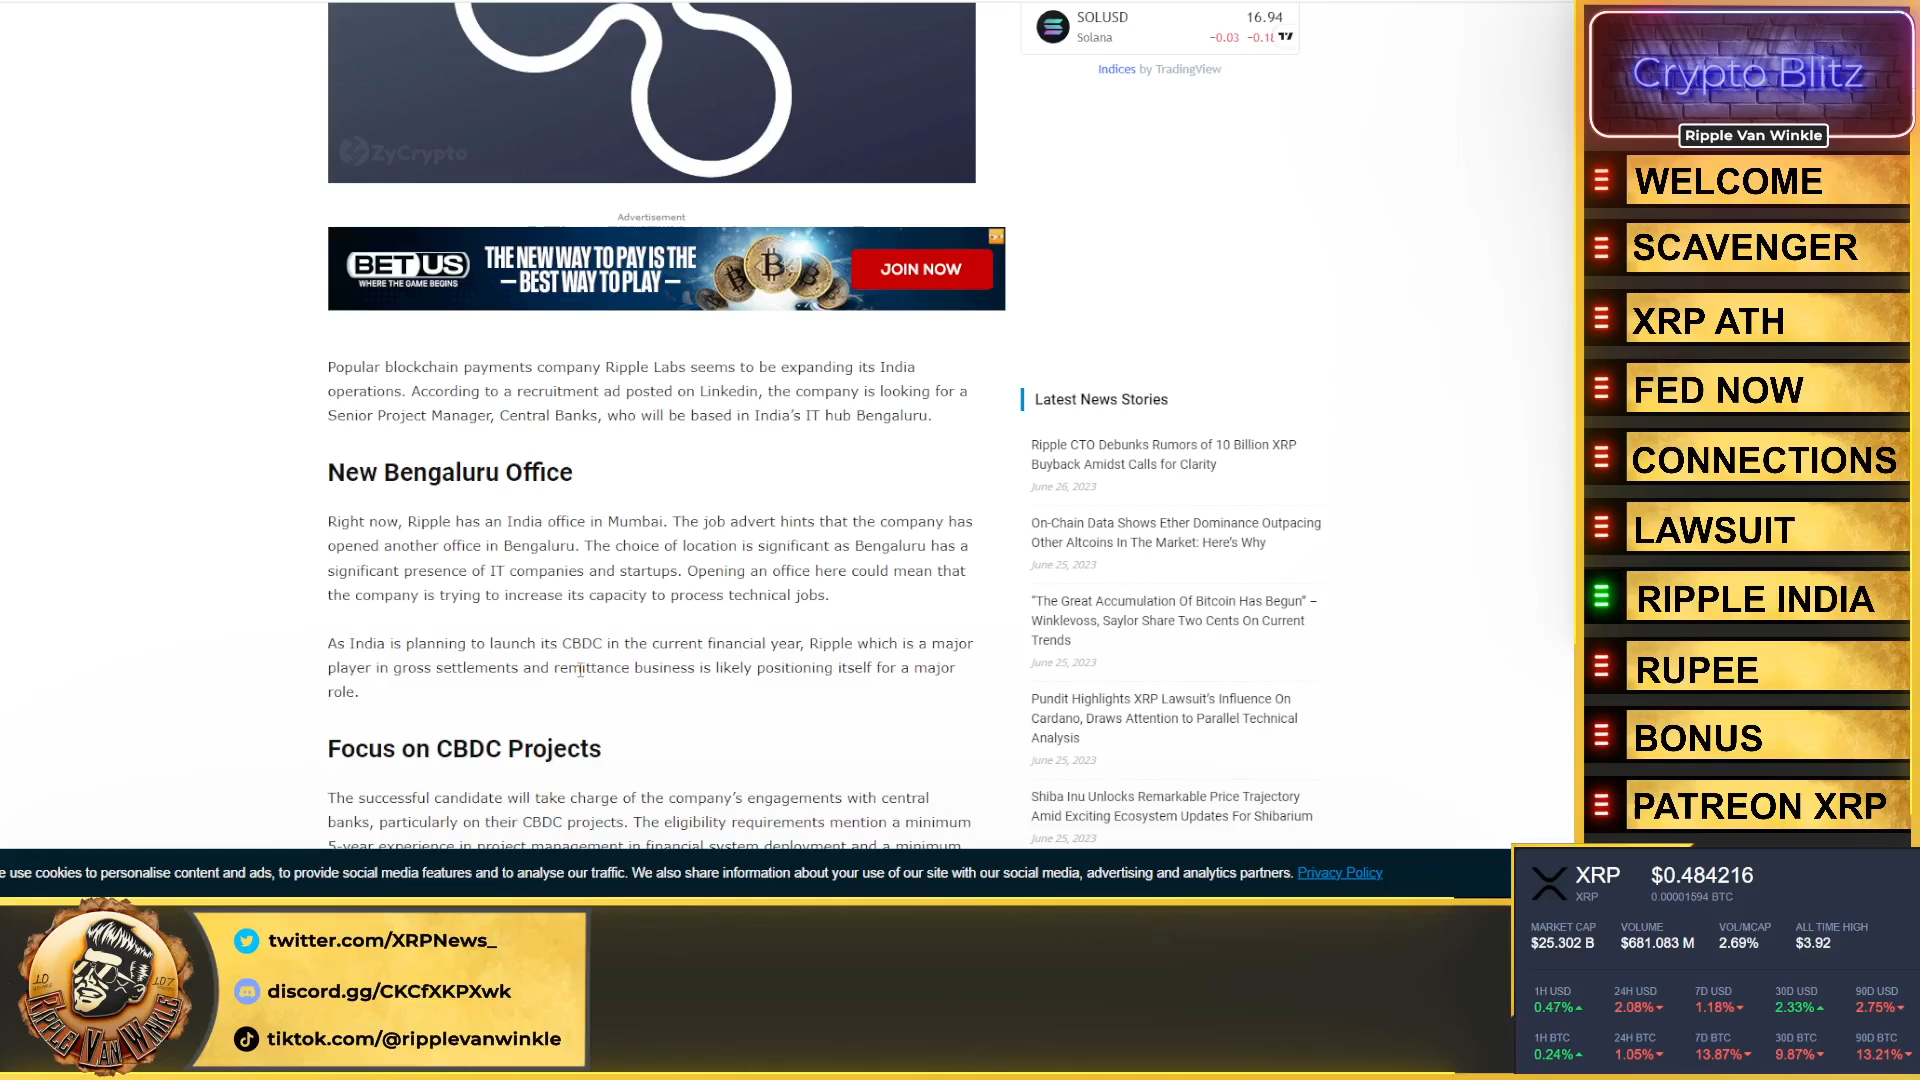 ZyCrypto
Advertisement
BETUS
WHERE THE GAME BEGINS
THE NEW WAY TO PAY IS THE
— BEST WAY TO PLAY —
JOIN NOW
Popular blockchain payments company Ripple Labs seems to be expanding its India
operations. According to a recruitment ad posted on Linkedin, the company is looking for a
Senior Project Manager, Central Banks, who will be based in India's IT hub Bengaluru.
New Bengaluru Office
Right now, Ripple has an India office in Mumbai. The job advert hints that the company has
opened another office in Bengaluru. The choice of location is significant as Bengaluru has a
significant presence of IT companies and startups. Opening an office here could mean that
the company is trying to increase its capacity to process technical jobs.
As India is planning to launch its CBDC in the current financial year, Ripple which is a major
player in gross settlements and remittance business is likely positioning itself for a major
role.
Focus on CBDC Projects
The successful candidate will take charge of the company's engagements with central
banks, particularly on their CBDC projects. The eligibility requirements mention a minimum
5-year experience in project management in financial system deployment and a minimum
SOLUSD 16.94
Solana −0.03 −0.18
Indices by TradingView
Latest News Stories
Ripple CTO Debunks Rumors of 10 Billion XRP
Buyback Amidst Calls for Clarity
June 26, 2023
On-Chain Data Shows Ether Dominance Outpacing
Other Altcoins In The Market: Here's Why
June 25, 2023
"The Great Accumulation Of Bitcoin Has Begun" –
Winklevoss, Saylor Share Two Cents On Current
Trends
June 25, 2023
Pundit Highlights XRP Lawsuit's Influence On
Cardano, Draws Attention to Parallel Technical
Analysis
June 25, 2023
Shiba Inu Unlocks Remarkable Price Trajectory
Amid Exciting Ecosystem Updates For Shibarium
June 25, 2023
e use cookies to personalise content and ads, to provide social media features and to analyse our traffic. We also share information about your use of our site with our social media, advertising and analytics partners. Privacy Policy
Crypto Blitz
Ripple Van Winkle
WELCOME
SCAVENGER
XRP ATH
FED NOW
CONNECTIONS
LAWSUIT
RIPPLE INDIA
RUPEE
BONUS
PATREON XRP
10 107
RIPPLE VAN WINKLE
twitter.com/XRPNews_
discord.gg/CKCfXKPXwk
tiktok.com/@ripplevanwinkle
XRP $0.484216
XRP 0.00001594 BTC
MARKET CAP VOLUME VOL/MCAP ALL TIME HIGH
$25.302 B $681.083 M 2.69% $3.92
1H USD 24H USD 7D USD 30D USD 90D USD
0.47% 2.08% 1.18% 2.33% 2.75%
1H BTC 24H BTC 7D BTC 30D BTC 90D BTC
0.24% 1.05% 13.87% 9.87% 13.21%